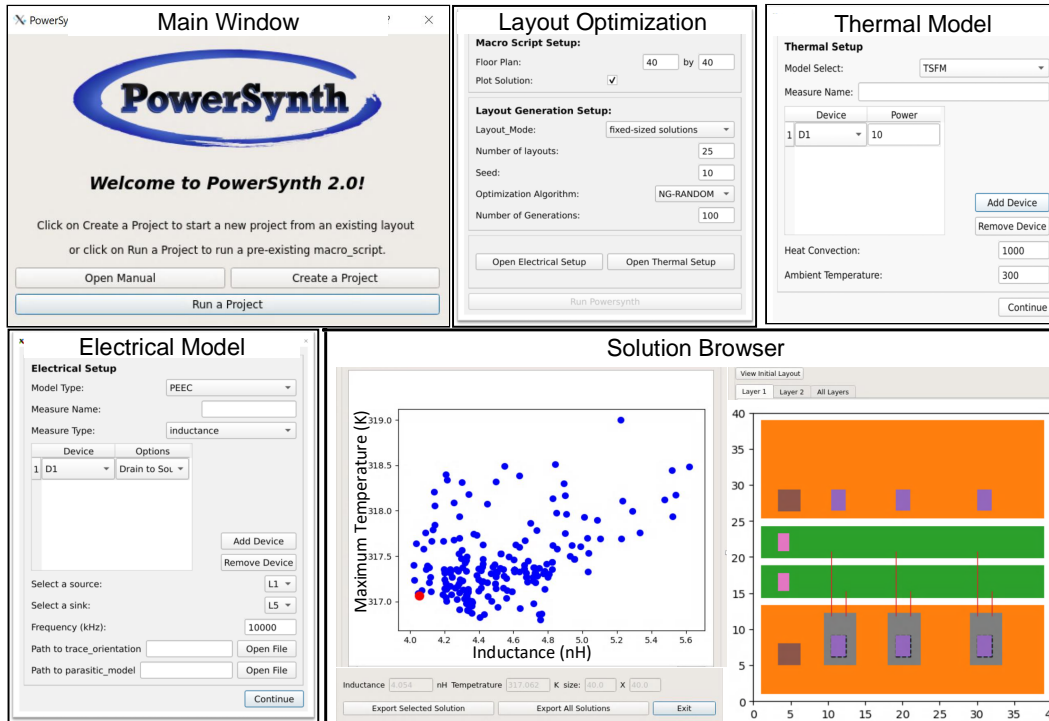 PowerSy
Main Window
?
×
PowerSynth
Welcome to PowerSynth 2.0!
Click on Create a Project to start a new project from an existing layout
or click on Run a Project to run a pre-existing macro_script.
Open Manual
Create a Project
Run a Project
Layout Optimization
Macro Script Setup:
Floor Plan: 40 by 40
Plot Solution: ✓
Layout Generation Setup:
Layout_Mode: fixed-sized solutions
Number of layouts: 25
Seed: 10
Optimization Algorithm: NG-RANDOM
Number of Generations: 100
Open Electrical Setup
Open Thermal Setup
Run Powersynth
Thermal Model
Thermal Setup
Model Select: TSFM
Measure Name:
Device Power
1 D1 10
Add Device
Remove Device
Heat Convection: 1000
Ambient Temperature: 300
Continue
Electrical Model
Electrical Setup
Model Type: PEEC
Measure Name:
Measure Type: inductance
Device Options
1 D1 Drain to Sou
Add Device
Remove Device
Select a source: L1
Select a sink: L5
Frequency (kHz): 10000
Path to trace_orientation Open File
Path to parasitic_model Open File
Continue
Solution Browser
Maximum Temperature (K)
319.0
318.5
318.0
317.5
317.0
4.0 4.2 4.4 4.6 4.8 5.0 5.2 5.4 5.6
Inductance (nH)
Inductance 4.054 nH Tempetrature 317.062 K size: 40.0 X 40.0
Export Selected Solution
Export All Solutions
Exit
View Initial Layout
Layer 1 Layer 2 All Layers
40
35
30
25
20
15
10
5
0
0 5 10 15 20 25 30 35